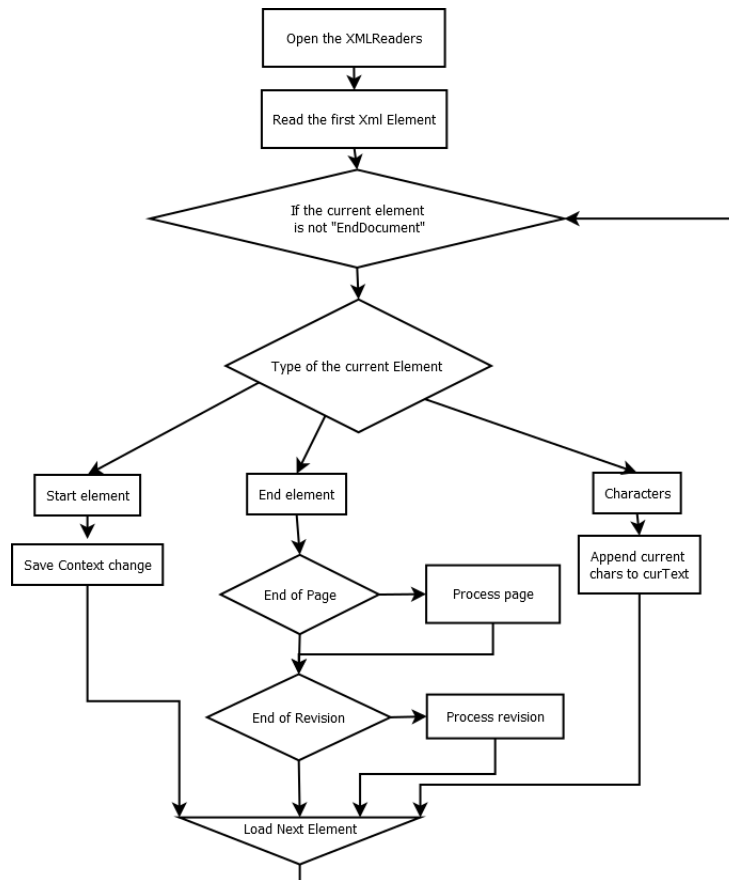 Open the XMLReaders
Read the first Xml Element
If the current element
is not "EndDocument"
Type of the current Element
Start element
End element
Characters
Save Context change
Append current
chars to curText
End of Page
Process page
End of Revision
Process revision
Load Next Element